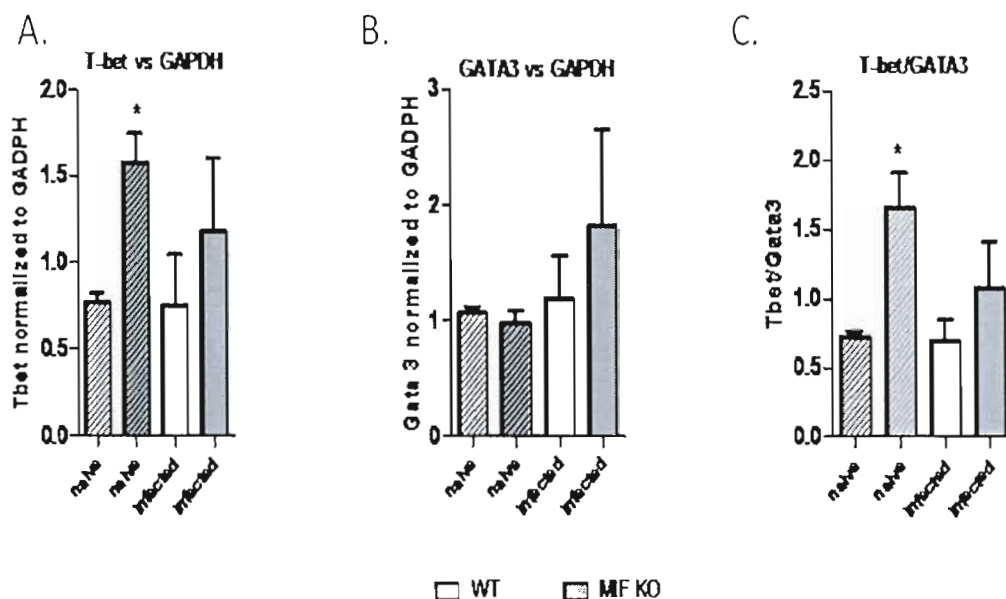 A.
T-bet vs GAPDH
Tbet normalized to GADPH
2.0
1.5
1.0
0.5
0.0
*
naive
naive
infected
infected
B.
GATA3 vs GAPDH
Gata 3 normalized to GADPH
3
2
1
0
naive
naive
infected
infected
C.
T-bet/GATA3
Tbet/Gata3
2.5
2.0
1.5
1.0
0.5
0.0
*
naive
naive
infected
infected
WT
MIF KO